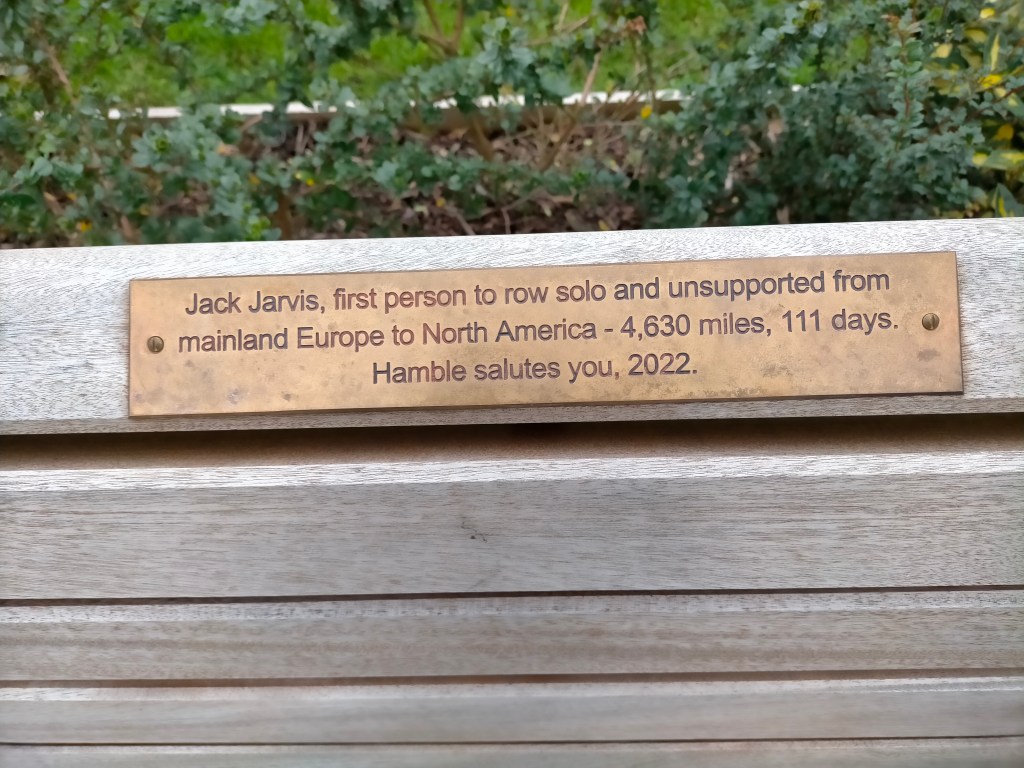 Jack Jarvis, first person to row solo and unsupported from
mainland Europe to North America - 4,630 miles, 111 days.
Hamble salutes you, 2022.